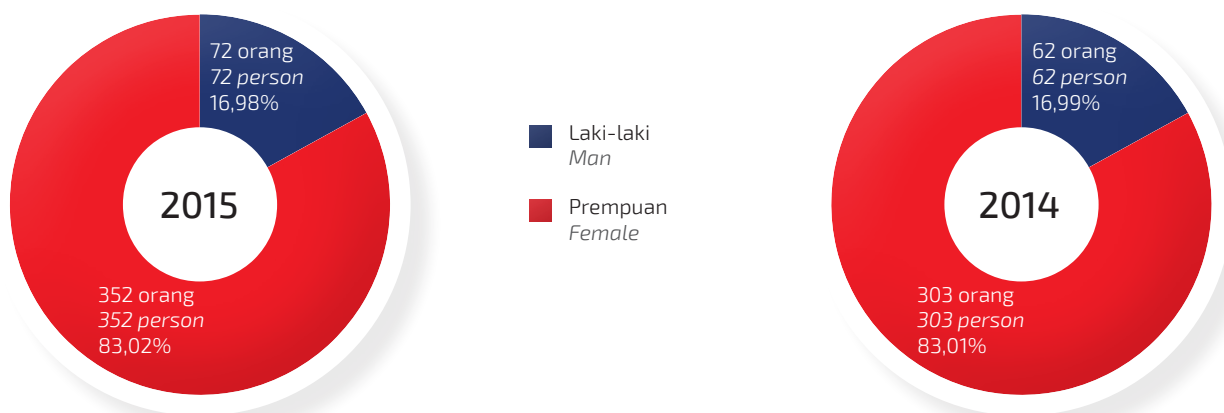 72 orang
72 person
16,98%
2015
352 orang
352 person
83,02%
Laki-laki
Man
Prempuan
Female
62 orang
62 person
16,99%
2014
303 orang
303 person
83,01%